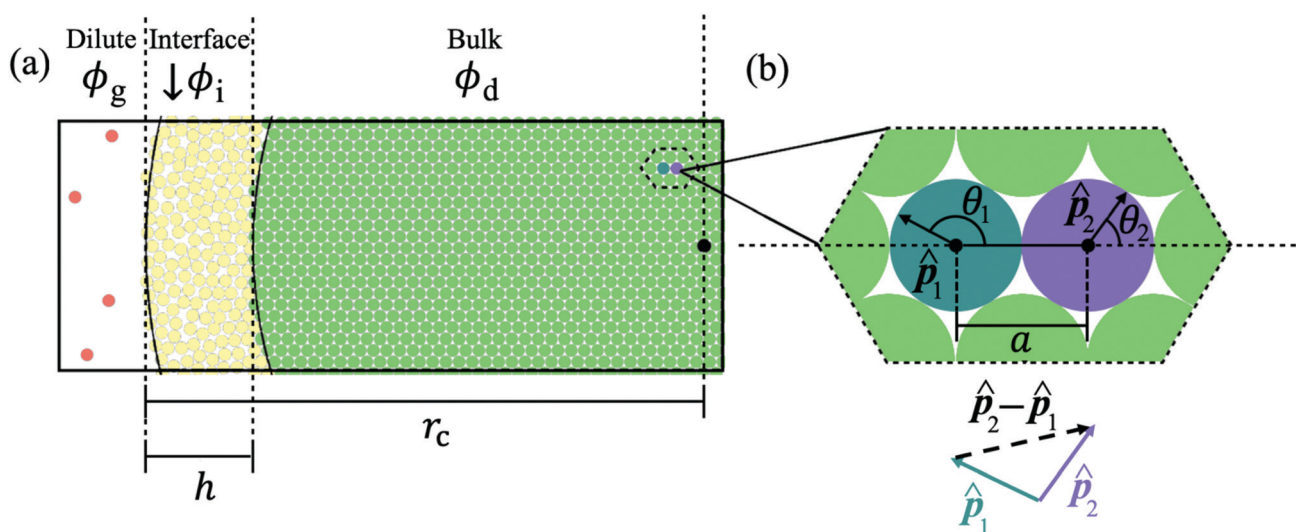 (a)
Dilute Interface Bulk
ϕg ↓ϕi ϕd
rc
h
(b)
θ1
p̂1
p̂2
θ2
a
p̂2−p̂1
p̂1
p̂2